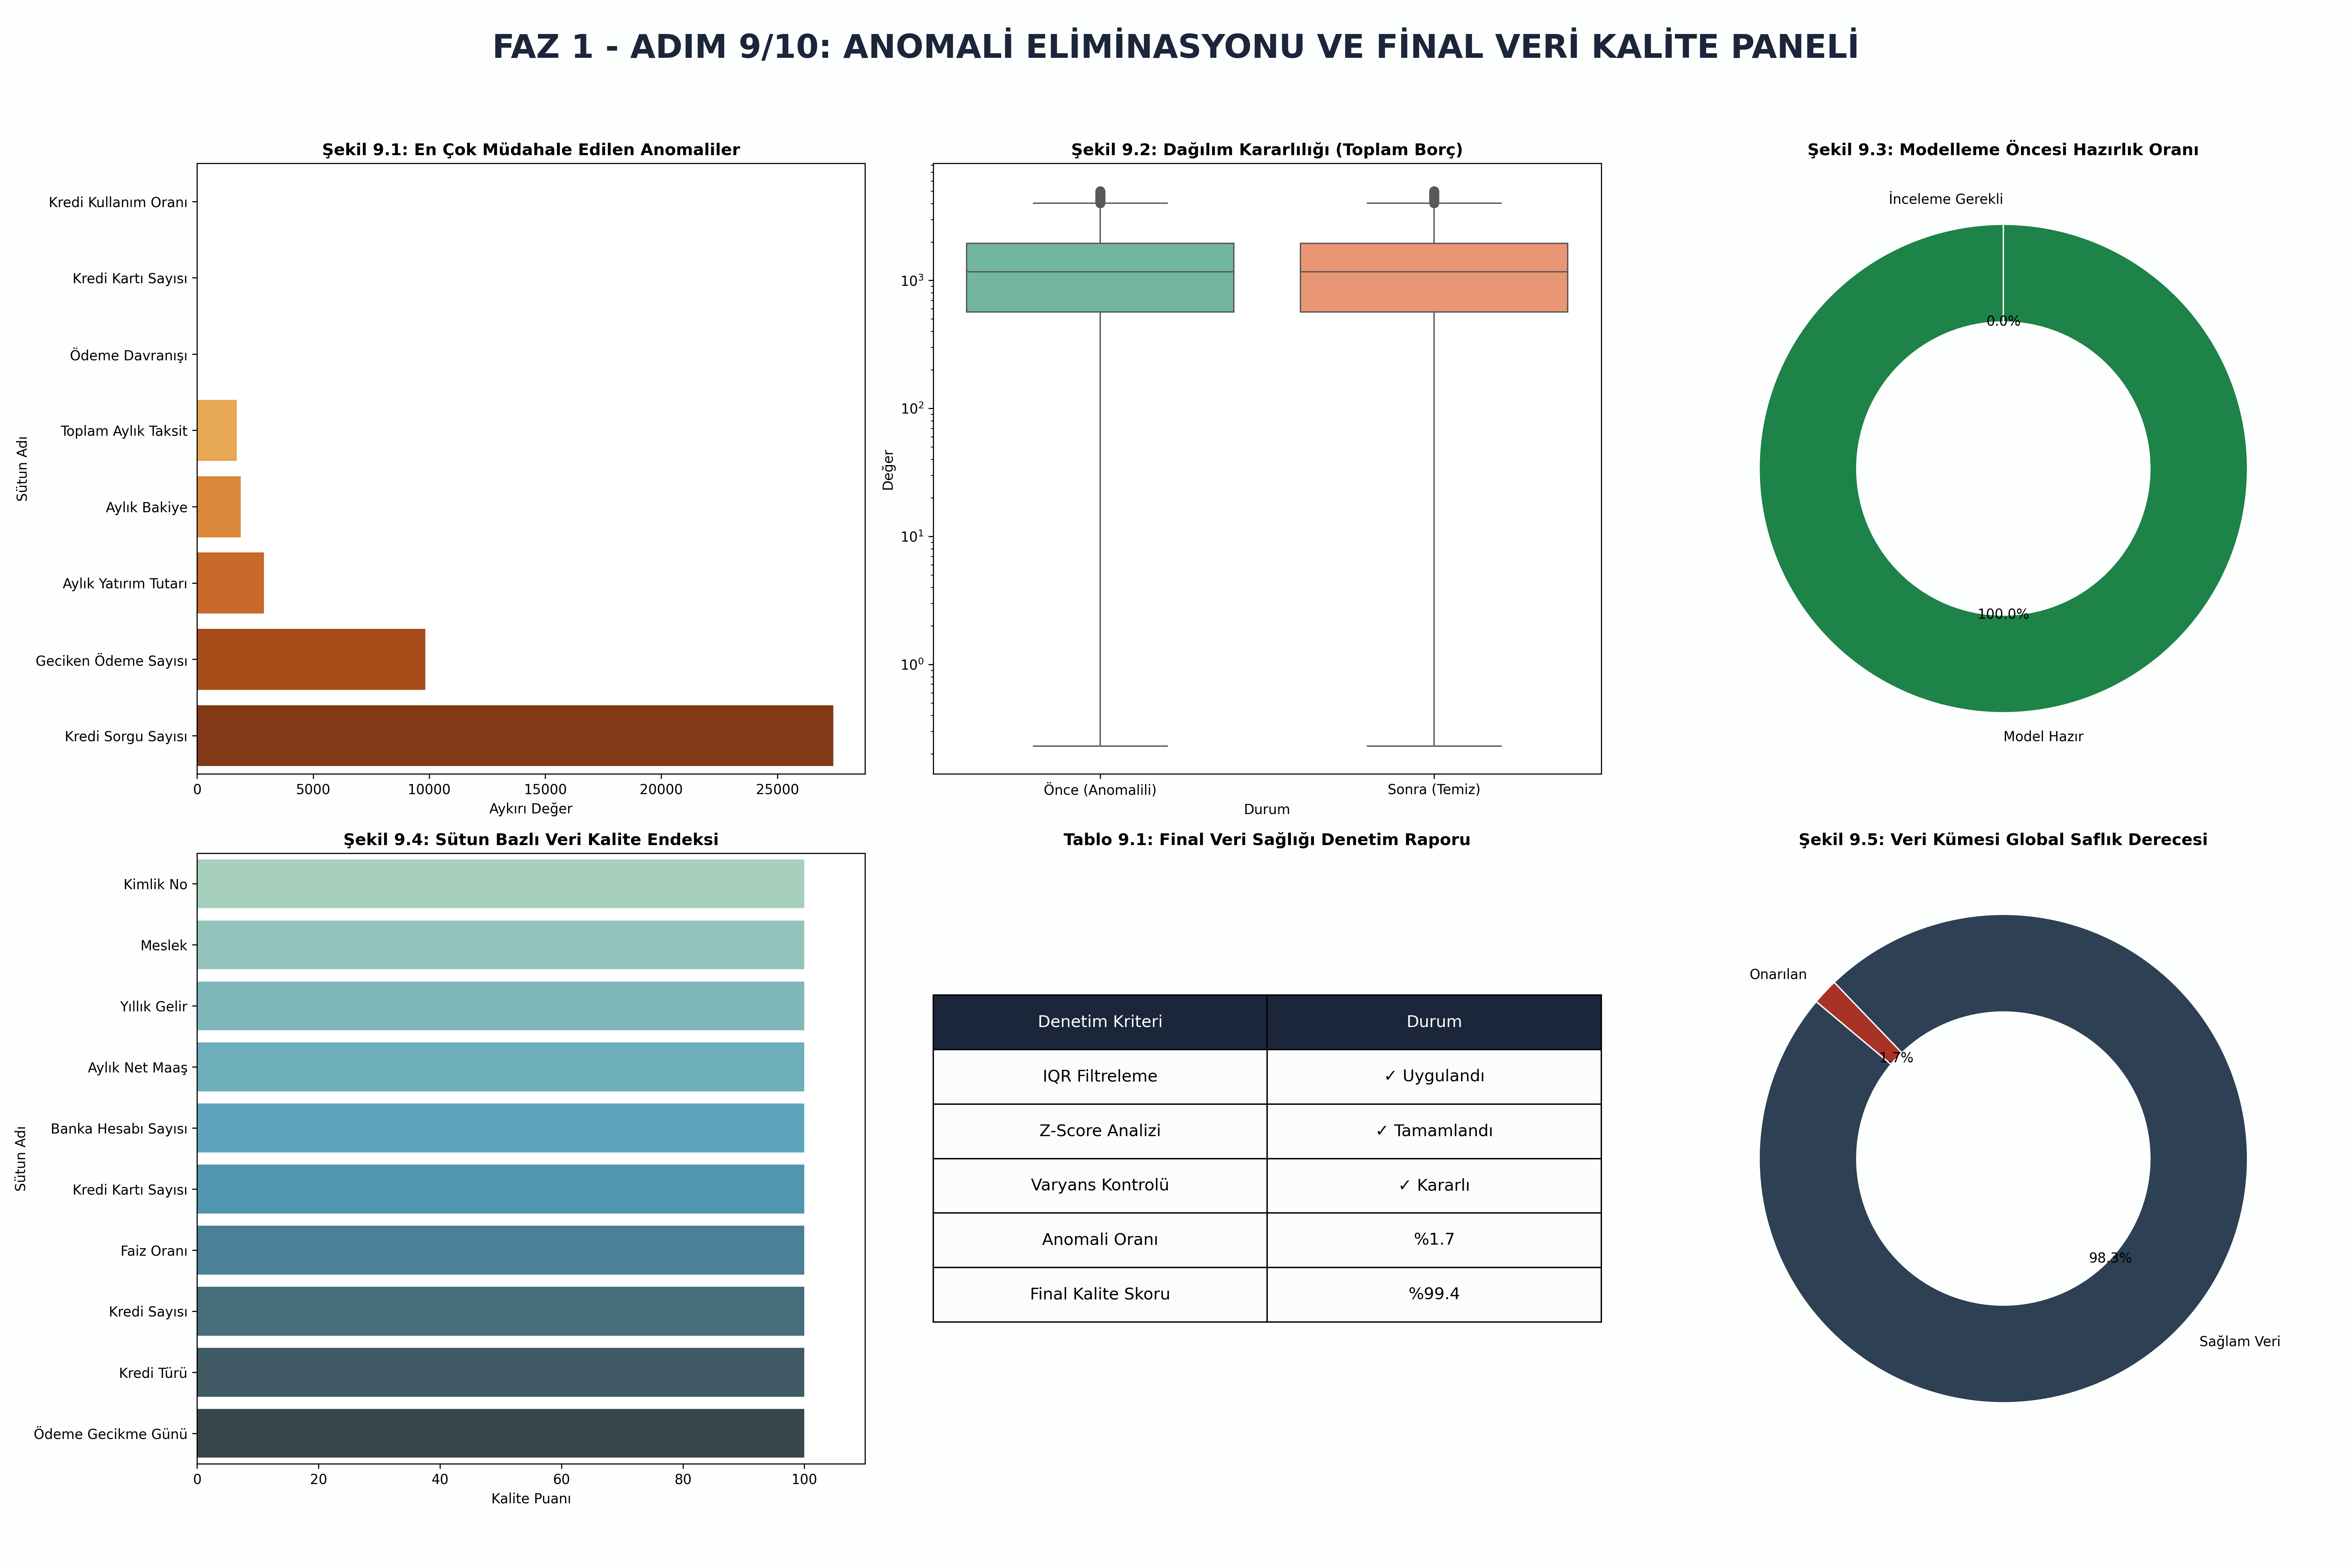 FAZ 1 - ADIM 9/10: ANOMALİ ELİMİNASYONU VE FİNAL VERİ KALİTE PANELİ
Şekil 9.1: En Çok Müdahale Edilen Anomaliler
Sütun Adı
Kredi Kullanım Oranı
Kredi Kartı Sayısı
Ödeme Davranışı
Toplam Aylık Taksit
Aylık Bakiye
Aylık Yatırım Tutarı
Geciken Ödeme Sayısı
Kredi Sorgu Sayısı
0 5000 10000 15000 20000 25000
Aykırı Değer
Şekil 9.2: Dağılım Kararlılığı (Toplam Borç)
Değer
10³
10²
10¹
10⁰
Önce (Anomalili) Sonra (Temiz)
Durum
Şekil 9.3: Modelleme Öncesi Hazırlık Oranı
İnceleme Gerekli
0.0%
100.0%
Model Hazır
Şekil 9.4: Sütun Bazlı Veri Kalite Endeksi
Sütun Adı
Kimlik No
Meslek
Yıllık Gelir
Aylık Net Maaş
Banka Hesabı Sayısı
Kredi Kartı Sayısı
Faiz Oranı
Kredi Sayısı
Kredi Türü
Ödeme Gecikme Günü
0 20 40 60 80 100
Kalite Puanı
Tablo 9.1: Final Veri Sağlığı Denetim Raporu
Denetim Kriteri Durum
IQR Filtreleme ✓ Uygulandı
Z-Score Analizi ✓ Tamamlandı
Varyans Kontrolü ✓ Kararlı
Anomali Oranı %1.7
Final Kalite Skoru %99.4
Şekil 9.5: Veri Kümesi Global Saflık Derecesi
Onarılan
1.7%
98.3%
Sağlam Veri